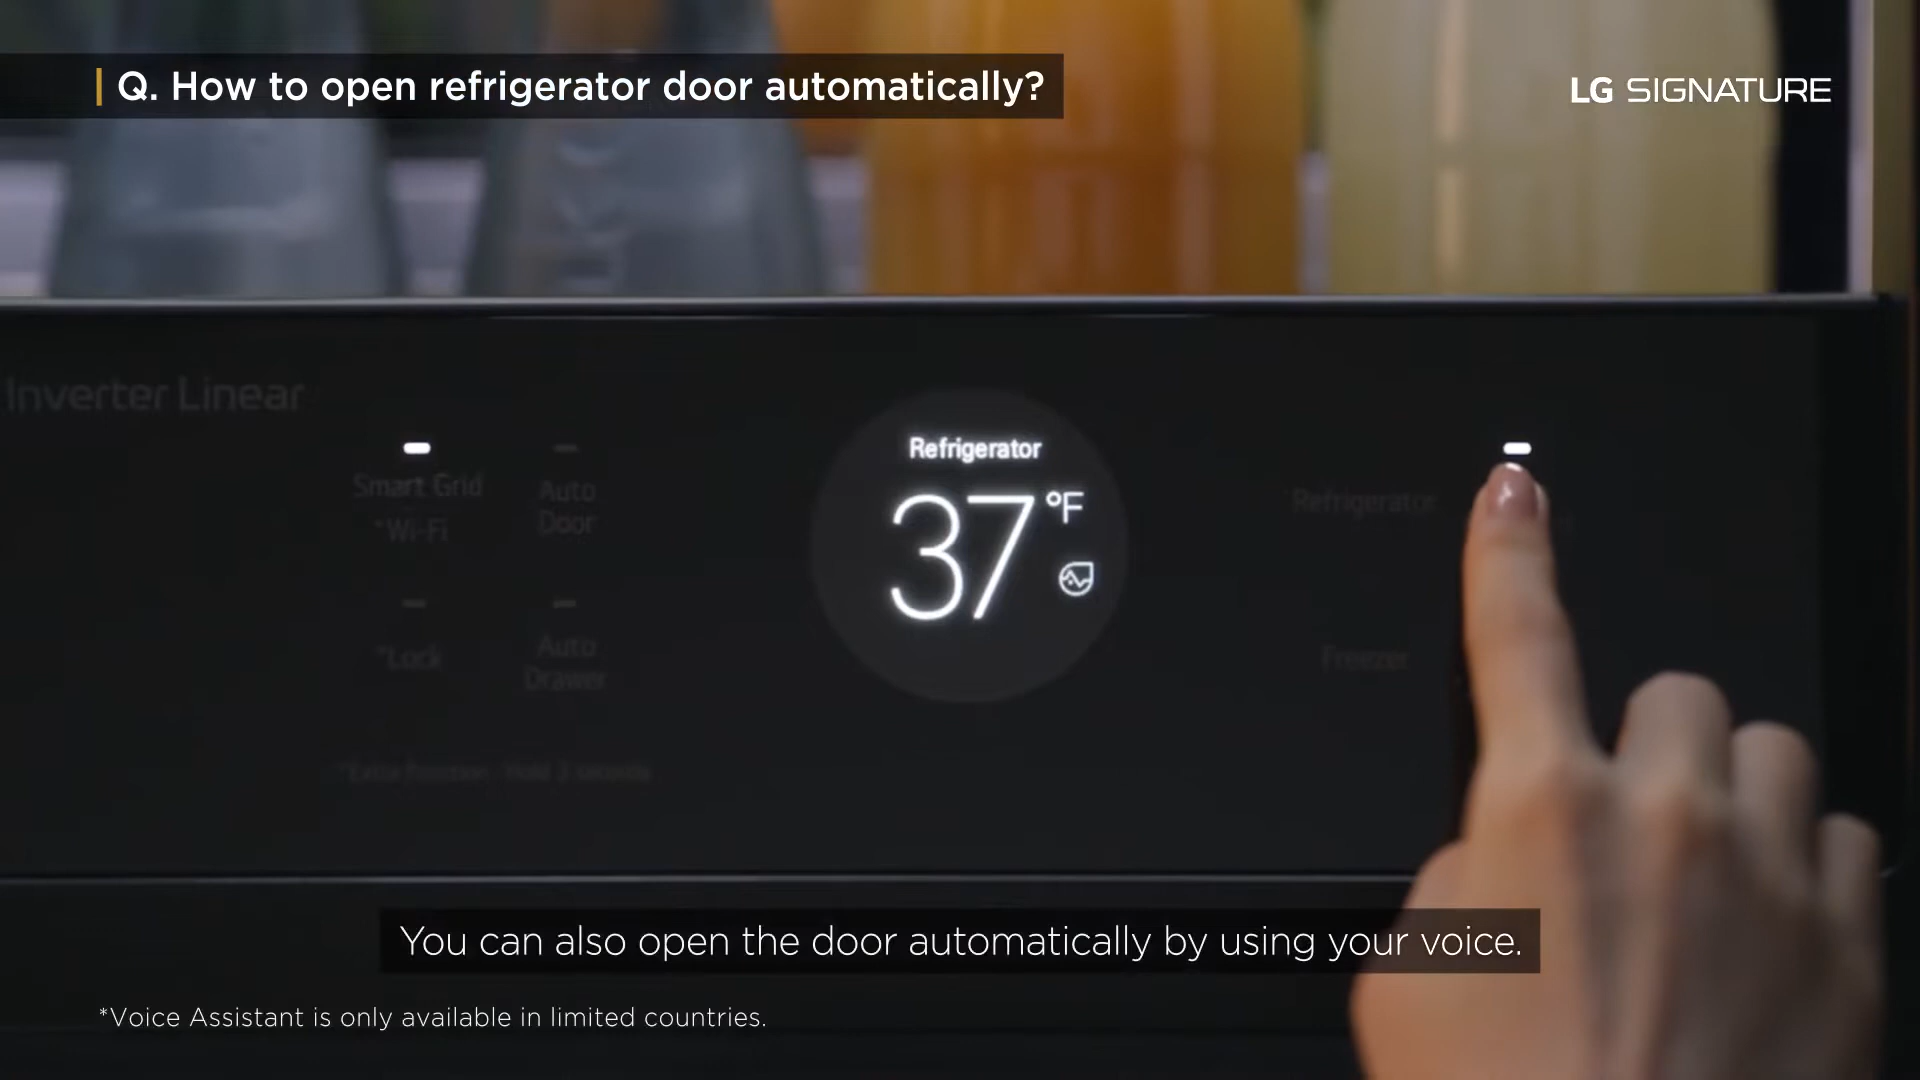 Q. How to open refrigerator door automatically?
LG SIGNATURE
Inverter Linear
Smart Grid
*Wi-Fi
Auto
Door
Refrigerator
37 °F
Refrigerator
*Lock
Auto
Drawer
Freezer
You can also open the door automatically by using your voice.
*Voice Assistant is only available in limited countries.